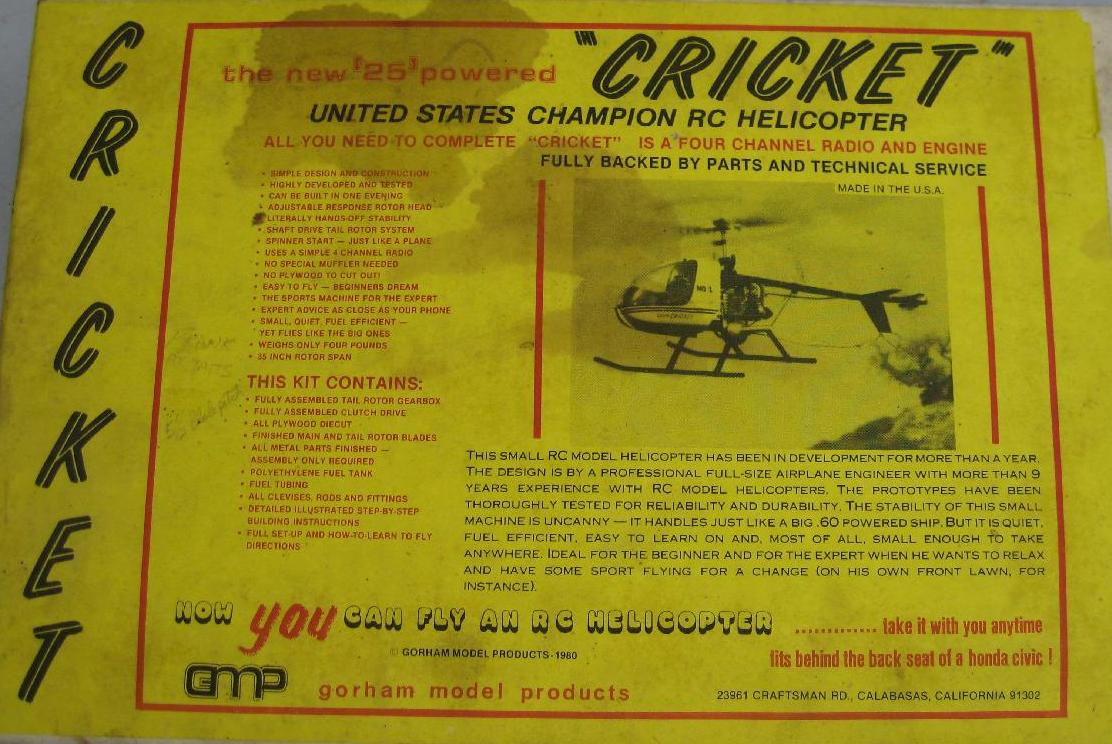 CRICKET
the new '25' powered
"CRICKET"
UNITED STATES CHAMPION RC HELICOPTER
ALL YOU NEED TO COMPLETE "CRICKET" IS A FOUR CHANNEL RADIO AND ENGINE
FULLY BACKED BY PARTS AND TECHNICAL SERVICE
MADE IN THE U.S.A.
• SIMPLE DESIGN AND CONSTRUCTION
• HIGHLY DEVELOPED AND TESTED
• CAN BE BUILT IN ONE EVENING
• ADJUSTABLE RESPONSE ROTOR HEAD
• LITERALLY HANDS-OFF STABILITY
• SHAFT DRIVE TAIL ROTOR SYSTEM
• SPINNER START — JUST LIKE A PLANE
• USES A SIMPLE 4 CHANNEL RADIO
• NO SPECIAL MUFFLER NEEDED
• NO PLYWOOD TO CUT OUT!
• EASY TO FLY — BEGINNERS DREAM
• THE SPORTS MACHINE FOR THE EXPERT
• EXPERT ADVICE AS CLOSE AS YOUR PHONE
• SMALL, QUIET, FUEL EFFICIENT —
YET FLIES LIKE THE BIG ONES
• WEIGHS ONLY FOUR POUNDS
• 35 INCH ROTOR SPAN
THIS KIT CONTAINS:
• FULLY ASSEMBLED TAIL ROTOR GEARBOX
• FULLY ASSEMBLED CLUTCH DRIVE
• ALL PLYWOOD DIECUT
• FINISHED MAIN AND TAIL ROTOR BLADES
• ALL METAL PARTS FINISHED —
ASSEMBLY ONLY REQUIRED
• POLYETHYLENE FUEL TANK
• FUEL TUBING
• ALL CLEVISES, RODS AND FITTINGS
• DETAILED ILLUSTRATED STEP-BY-STEP
BUILDING INSTRUCTIONS
• FULL SET-UP AND HOW-TO-LEARN TO FLY
DIRECTIONS
THIS SMALL RC MODEL HELICOPTER HAS BEEN IN DEVELOPMENT FOR MORE THAN A YEAR.
THE DESIGN IS BY A PROFESSIONAL FULL-SIZE AIRPLANE ENGINEER WITH MORE THAN 9
YEARS EXPERIENCE WITH RC MODEL HELICOPTERS. THE PROTOTYPES HAVE BEEN
THOROUGHLY TESTED FOR RELIABILITY AND DURABILITY. THE STABILITY OF THIS SMALL
MACHINE IS UNCANNY — IT HANDLES JUST LIKE A BIG .60 POWERED SHIP. BUT IT IS QUIET,
FUEL EFFICIENT, EASY TO LEARN ON AND, MOST OF ALL, SMALL ENOUGH TO TAKE
ANYWHERE. IDEAL FOR THE BEGINNER AND FOR THE EXPERT WHEN HE WANTS TO RELAX
AND HAVE SOME SPORT FLYING FOR A CHANGE (ON HIS OWN FRONT LAWN, FOR
INSTANCE).
NOW you CAN FLY AN RC HELICOPTER ............. take it with you anytime
fits behind the back seat of a honda civic !
© GORHAM MODEL PRODUCTS · 1980
GMP gorham model products
23961 CRAFTSMAN RD., CALABASAS, CALIFORNIA 91302